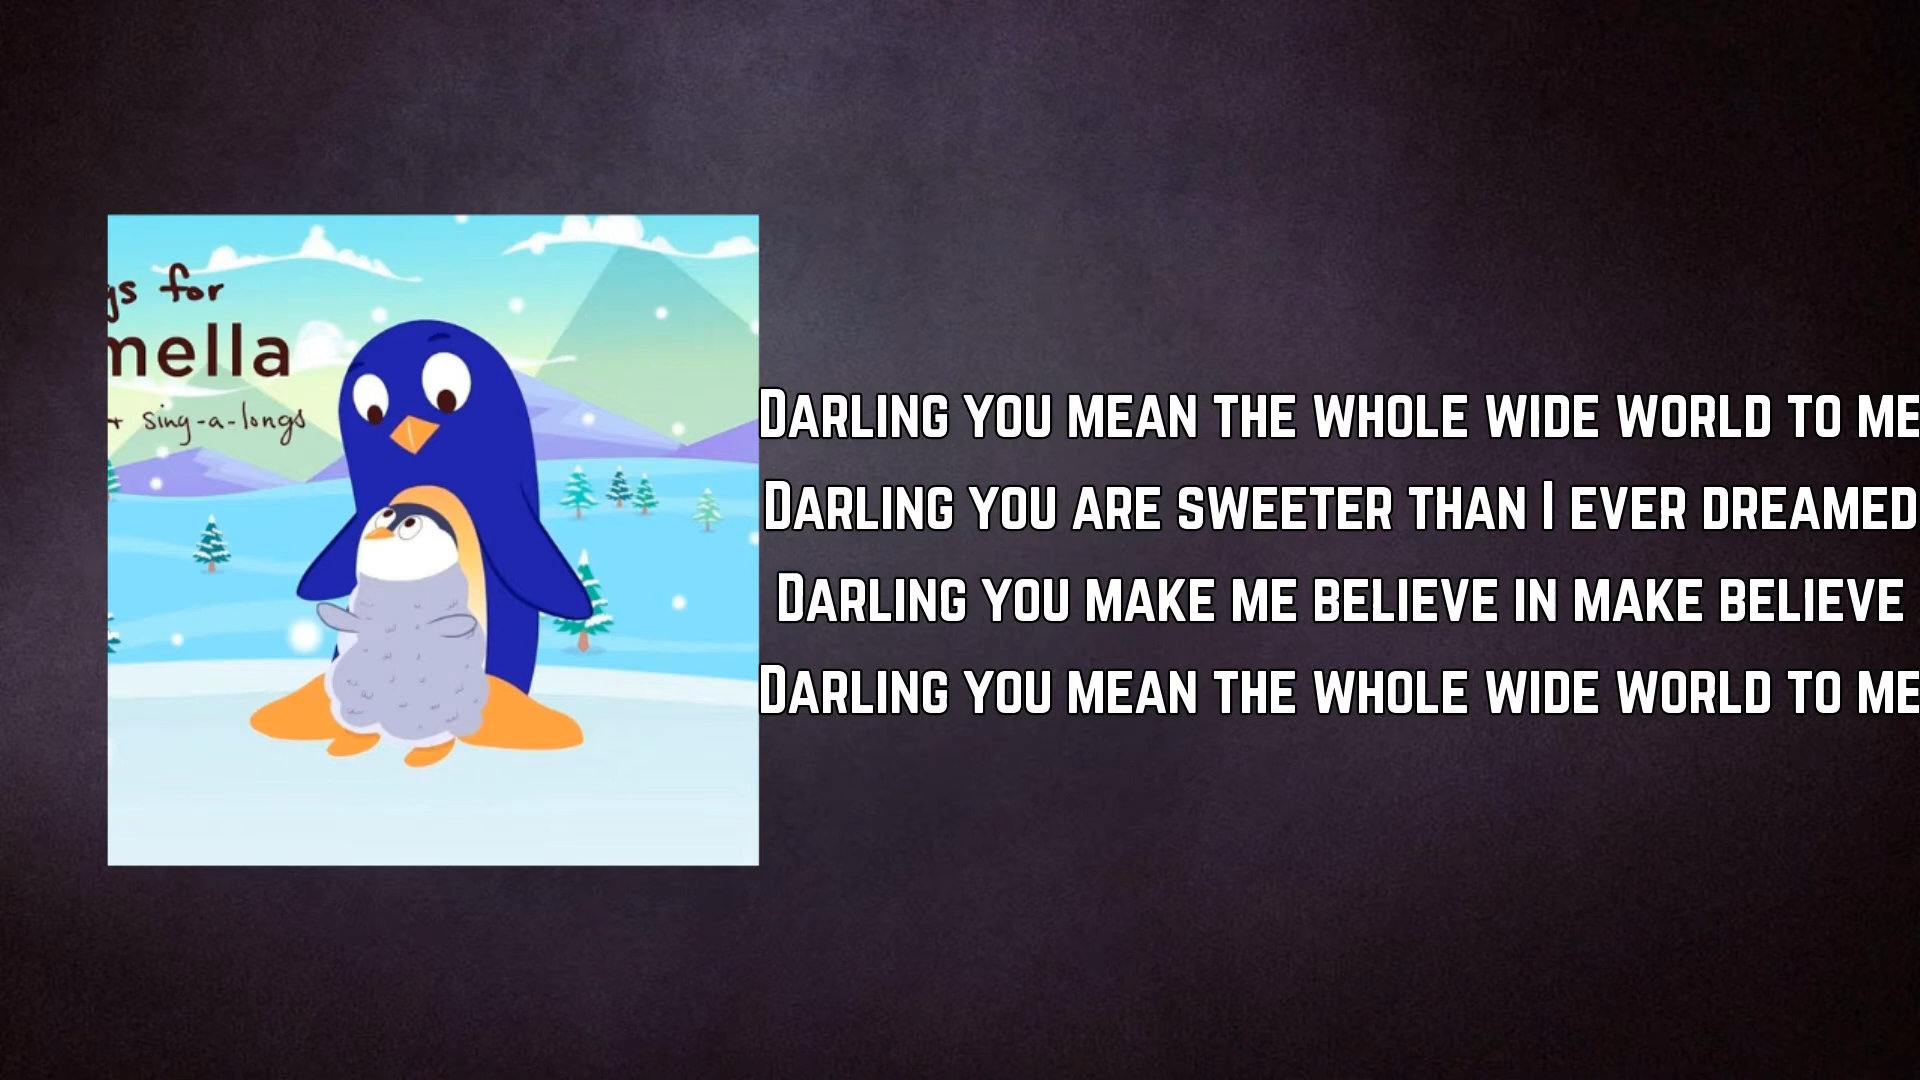 gs for
mella
+ sing-a-longs
Darling you mean the whole wide world to me
Darling you are sweeter than I ever dreamed
Darling you make me believe in make believe
Darling you mean the whole wide world to me